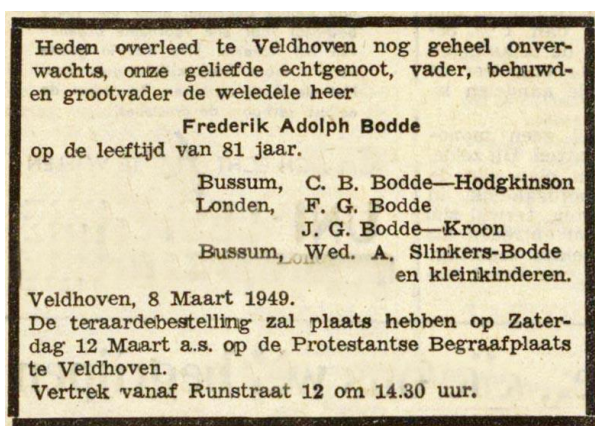 Heden overleed te Veldhoven nog geheel onver-
wachts, onze geliefde echtgenoot, vader, behuwd-
en grootvader de weledele heer
Frederik Adolph Bodde
op de leeftijd van 81 jaar.
Bussum, C. B. Bodde—Hodgkinson
Londen, F. G. Bodde
J. G. Bodde—Kroon
Bussum, Wed. A. Slinkers-Bodde
en kleinkinderen.
Veldhoven, 8 Maart 1949.
De teraardebestelling zal plaats hebben op Zater-
dag 12 Maart a.s. op de Protestantse Begraafplaats
te Veldhoven.
Vertrek vanaf Runstraat 12 om 14.30 uur.